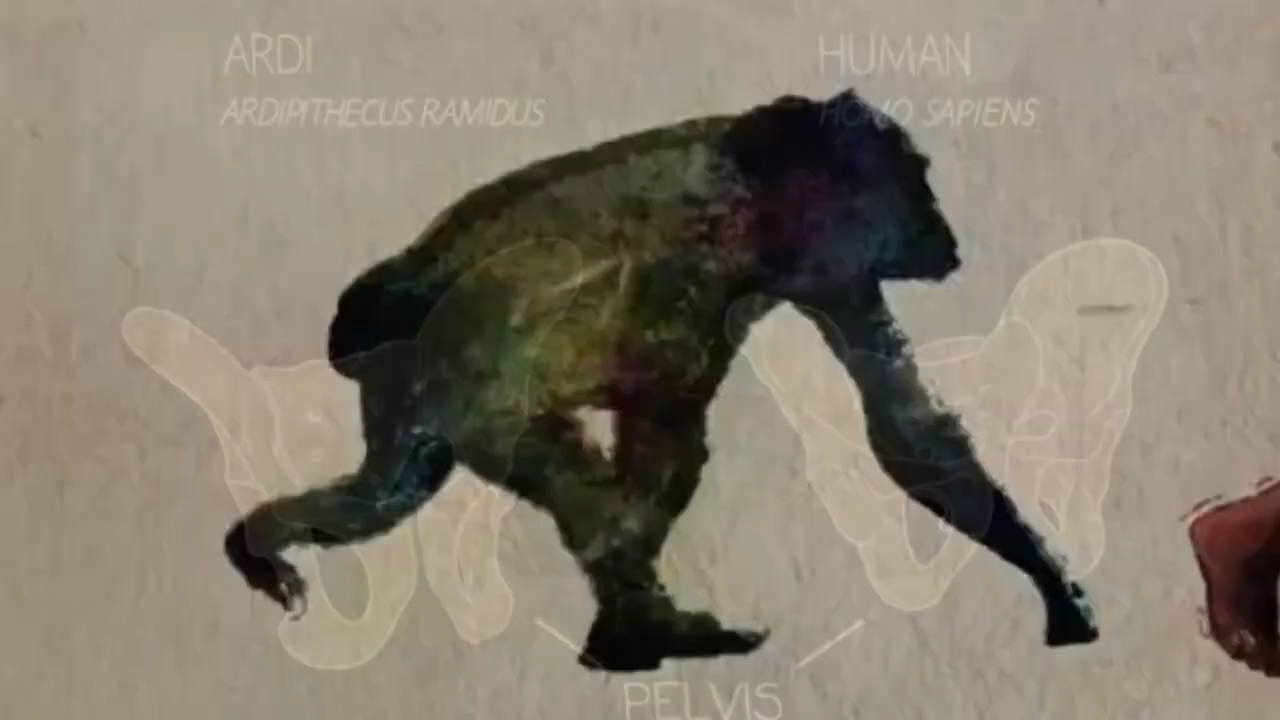 ARDI
ARDIPITHECUS RAMIDUS
HUMAN
HOMO SAPIENS
PELVIS